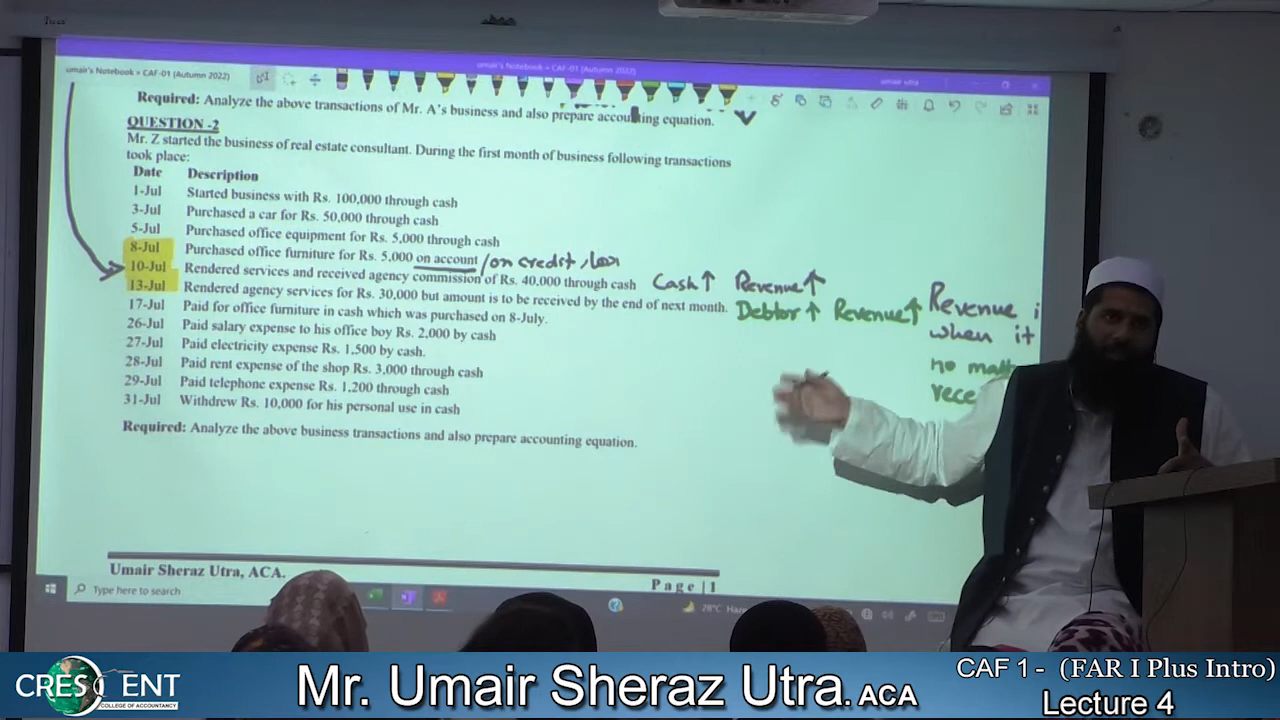 umair's Notebook » CAF-01 (Autumn 2022)
umair's Notebook » CAF-01 (Autumn 2022)
umair utra
Required: Analyze the above transactions of Mr. A's business and also prepare accounting equation.
QUESTION -2
Mr. Z started the business of real estate consultant. During the first month of business following transactions
took place:
Date Description
1-Jul Started business with Rs. 100,000 through cash
3-Jul Purchased a car for Rs. 50,000 through cash
5-Jul Purchased office equipment for Rs. 5,000 through cash
8-Jul Purchased office furniture for Rs. 5,000 on account /on credit,
10-Jul Rendered services and received agency commission of Rs. 40,000 through cash Cash↑ Revenue↑
13-Jul Rendered agency services for Rs. 30,000 but amount is to be received by the end of next month. Debtor↑ Revenue↑
17-Jul Paid for office furniture in cash which was purchased on 8-July.
26-Jul Paid salary expense to his office boy Rs. 2,000 by cash
27-Jul Paid electricity expense Rs. 1,500 by cash.
28-Jul Paid rent expense of the shop Rs. 3,000 through cash
29-Jul Paid telephone expense Rs. 1,200 through cash
31-Jul Withdrew Rs. 10,000 for his personal use in cash
Revenue i
when it
no mat
rece
Required: Analyze the above business transactions and also prepare accounting equation.
Umair Sheraz Utra, ACA.
Page | 1
Type here to search
28°C Haze
CRESCENT
COLLEGE OF ACCOUNTANCY
Mr. Umair Sheraz Utra. ACA
CAF 1 - (FAR I Plus Intro)
Lecture 4